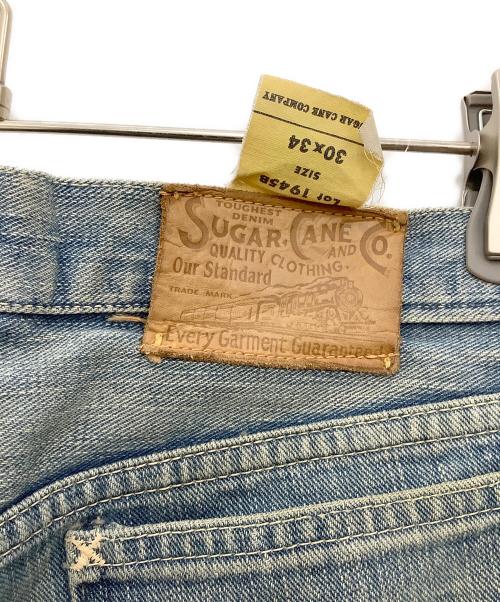 SUGAR CANE COMPANY
30x34
SIZE
Lot 1945B
TOUGHEST
DENIM
SUGAR CANE AND Co.
QUALITY CLOTHING.
Our Standard
TRADE MARK
Every Garment Guaranteed